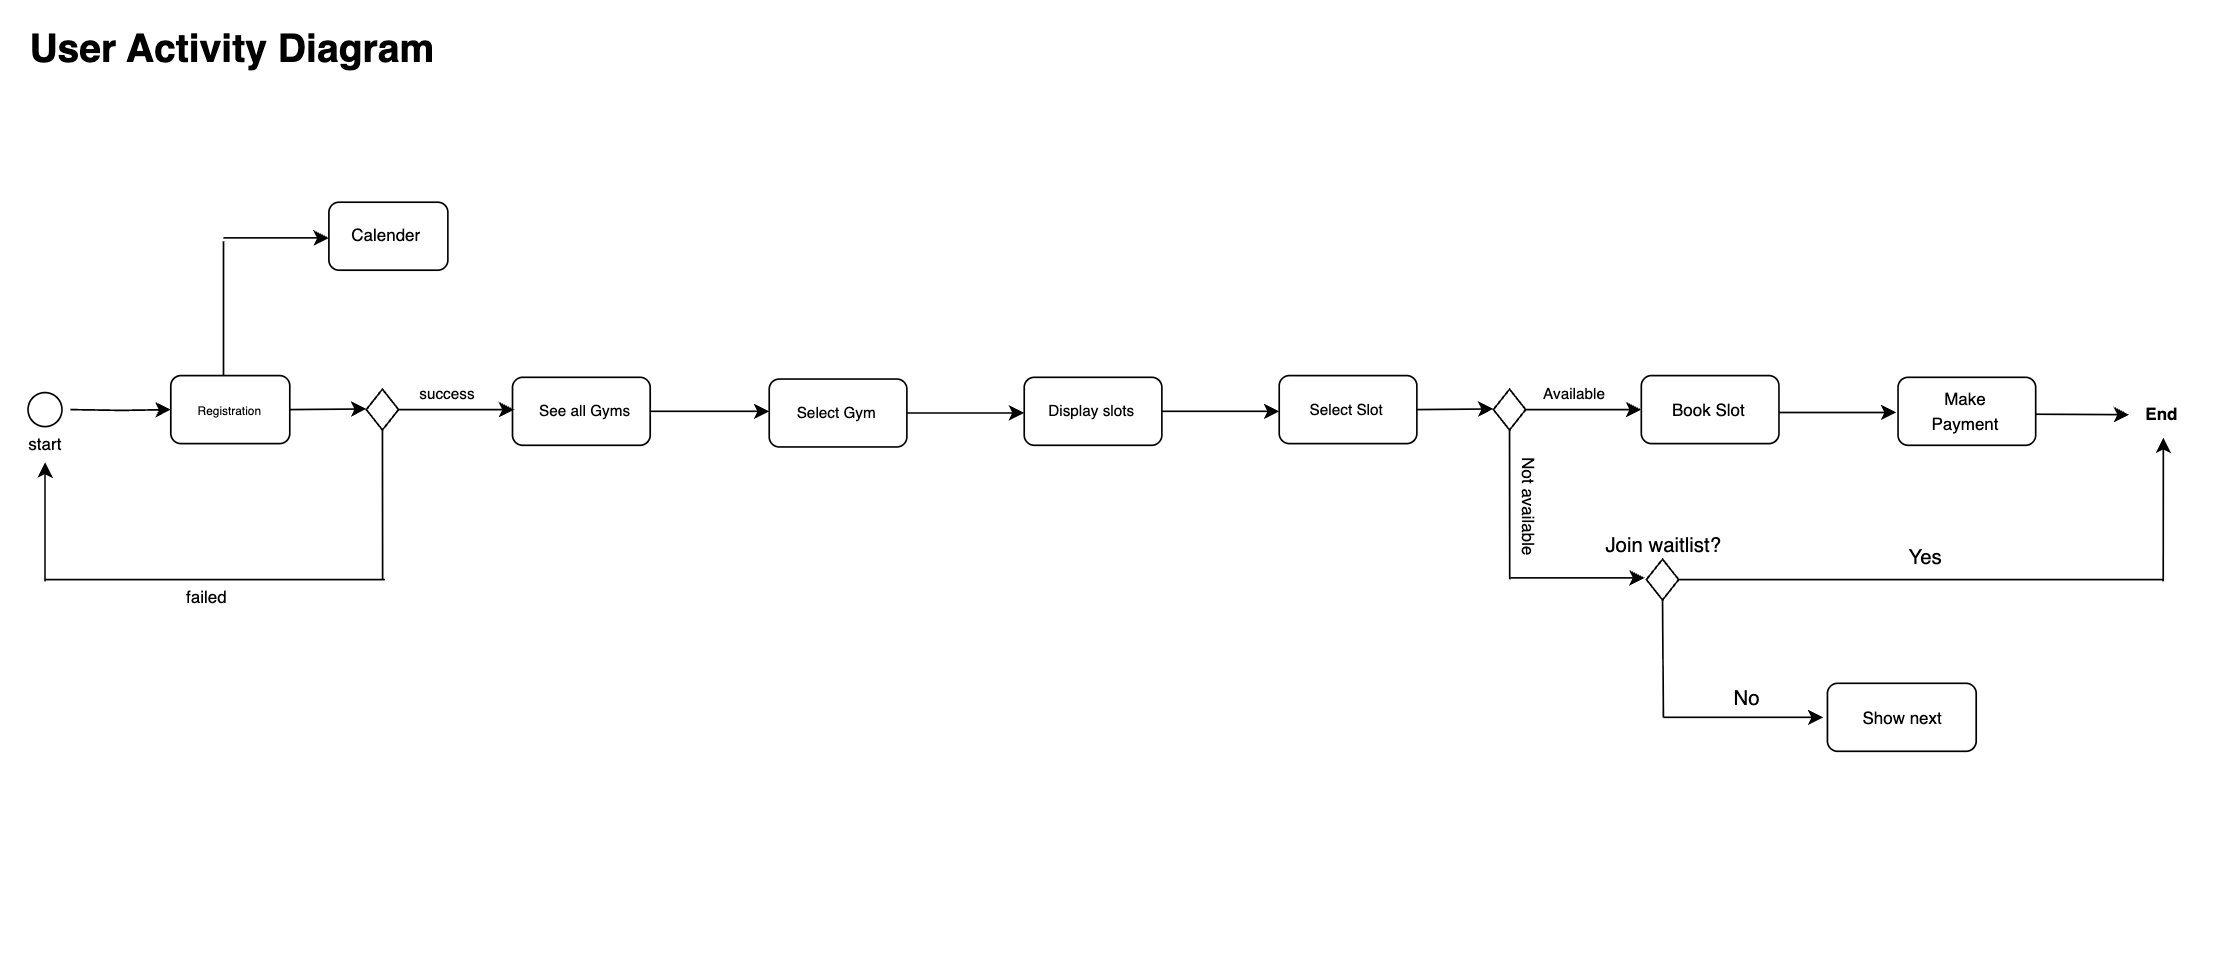 User Activity Diagram
Calender
start
Registration
success
failed
See all Gyms
Select Gym
Display slots
Select Slot
Available
Not available
Book Slot
Make
Payment
End
Join waitlist?
Yes
No
Show next